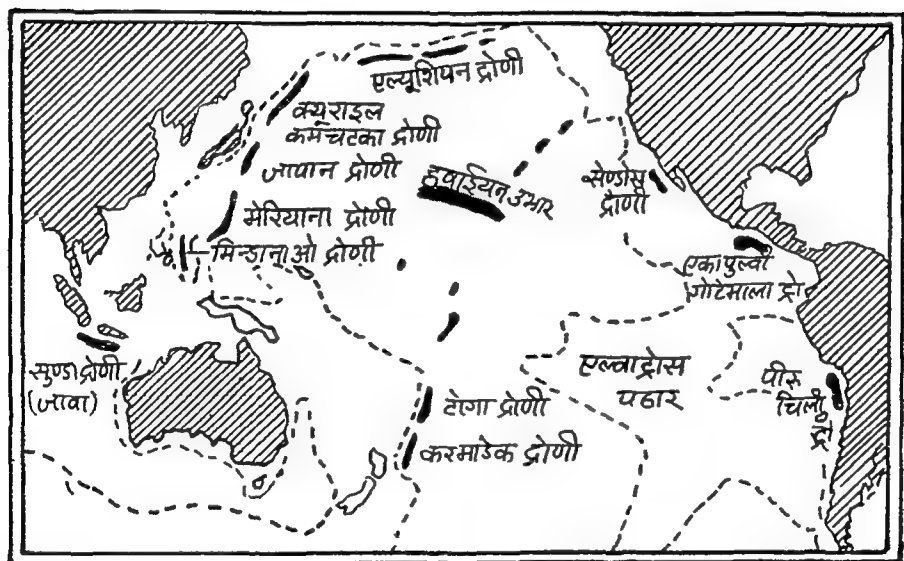 एल्यूशियन द्रोणी
क्यूराइल
कमचटका द्रोणी
जापान द्रोणी
हवाईयन उभार
सेण्डोस
द्रोणी
मेरियाना द्रोणी
मिन्डानाओ द्रोणी
एकापुल्वी
गोटेमाला द्रो
सुण्डा द्रोणी
(जावा)
एल्वाट्रोस
पठार
पीरू
चिली द्रो
टोंगा द्रोणी
करमाडेक द्रोणी